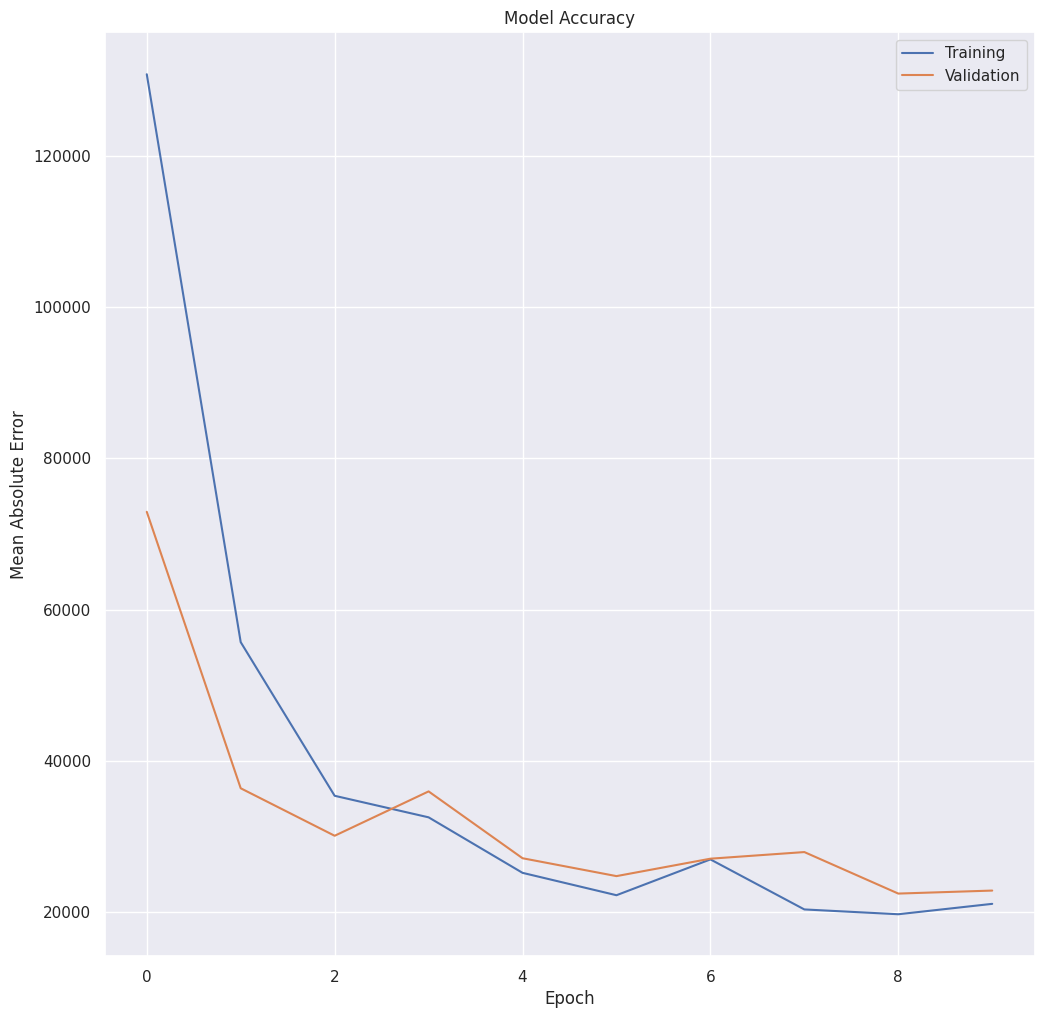 Model Accuracy
Training
Validation
120000
100000
80000
60000
40000
20000
Mean Absolute Error
0 2 4 6 8
Epoch